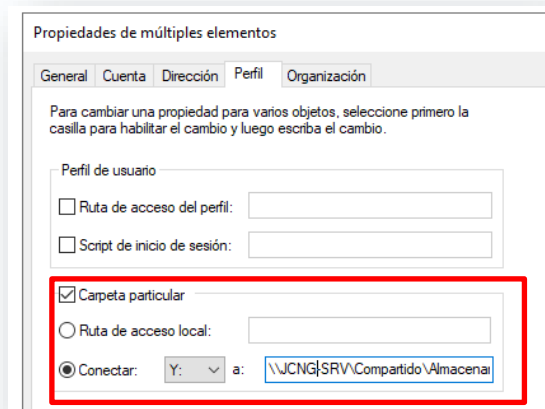 Propiedades de múltiples elementos
General Cuenta Dirección Perfil Organización
Para cambiar una propiedad para varios objetos, seleccione primero la
casilla para habilitar el cambio y luego escriba el cambio.
Perfil de usuario
Ruta de acceso del perfil:
Script de inicio de sesión:
Carpeta particular
Ruta de acceso local:
Conectar: Y: a: \\JCNG-SRV\Compartido\Almacenar